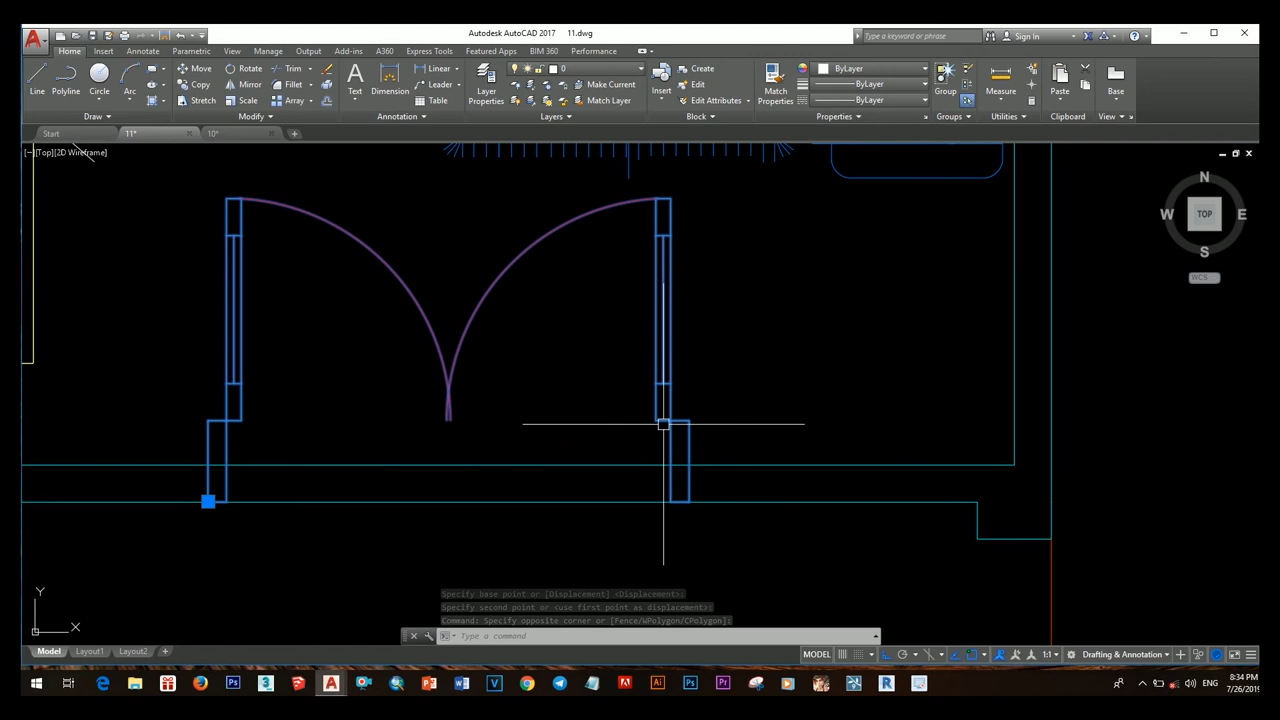 Autodesk AutoCAD 2017 11.dwg
Type a keyword or phrase
Sign In
Home Insert Annotate Parametric View Manage Output Add-ins A360 Express Tools Featured Apps BIM 360 Performance
Line Polyline Circle Arc
Move Rotate Trim
Copy Mirror Fillet
Stretch Scale Array
Text Dimension
Linear
Leader
Table
Layer
Properties
0
Make Current
Match Layer
Insert
Create
Edit
Edit Attributes
Match
Properties
ByLayer
ByLayer
ByLayer
Group
Measure
Paste
Base
Draw Modify Annotation Layers Block Properties Groups Utilities Clipboard View
Start 11* 10*
[−][Top][2D Wireframe]
N
W TOP E
S
WCS
Y
X
Specify base point or [Displacement] <Displacement>:
Specify second point or <use first point as displacement>:
Command: Specify opposite corner or [Fence/WPolygon/CPolygon]:
Type a command
Model Layout1 Layout2 +
MODEL 1:1 Drafting & Annotation
ENG
8:34 PM
7/26/2019